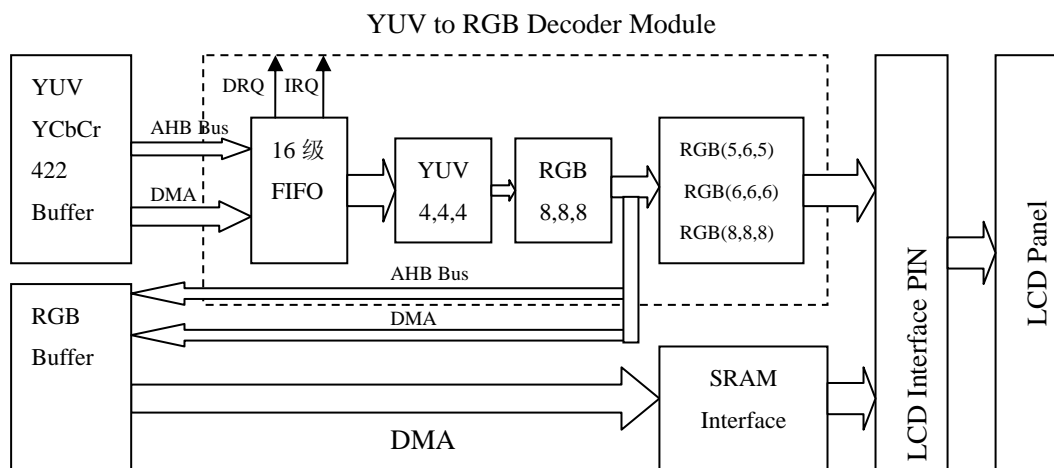 YUV to RGB Decoder Module
YUV
YCbCr
422
Buffer
AHB Bus
DMA
DRQ
IRQ
16 级
FIFO
YUV
4,4,4
RGB
8,8,8
RGB(5,6,5)
RGB(6,6,6)
RGB(8,8,8)
AHB Bus
DMA
RGB
Buffer
DMA
SRAM
Interface
LCD Interface PIN
LCD Panel